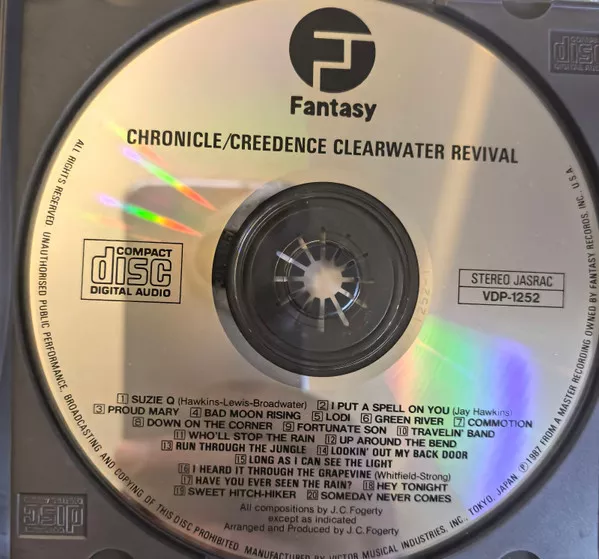 Fantasy
CHRONICLE/CREEDENCE CLEARWATER REVIVAL
COMPACT
disc
DIGITAL AUDIO
STEREO JASRAC
VDP-1252
1 SUZIE Q (Hawkins-Lewis-Broadwater) 2 I PUT A SPELL ON YOU (Jay Hawkins)
3 PROUD MARY 4 BAD MOON RISING 5 LODI 6 GREEN RIVER 7 COMMOTION
8 DOWN ON THE CORNER 9 FORTUNATE SON 10 TRAVELIN' BAND
11 WHO'LL STOP THE RAIN 12 UP AROUND THE BEND
13 RUN THROUGH THE JUNGLE 14 LOOKIN' OUT MY BACK DOOR
15 LONG AS I CAN SEE THE LIGHT
16 I HEARD IT THROUGH THE GRAPEVINE (Whitfield-Strong)
17 HAVE YOU EVER SEEN THE RAIN? 18 HEY TONIGHT
19 SWEET HITCH-HIKER 20 SOMEDAY NEVER COMES
All compositions by J.C. Fogerty
except as indicated
Arranged and Produced by J.C. Fogerty
ALL RIGHTS RESERVED UNAUTHORISED PUBLIC PERFORMANCE, BROADCASTING AND COPYING OF THIS DISC PROHIBITED MANUFACTURED BY VICTOR MUSICAL INDUSTRIES, INC., TOKYO, JAPAN ℗1987 FROM A MASTER RECORDING OWNED BY FANTASY RECORDS, INC., U.S.A.
COMPACT
disc
disc